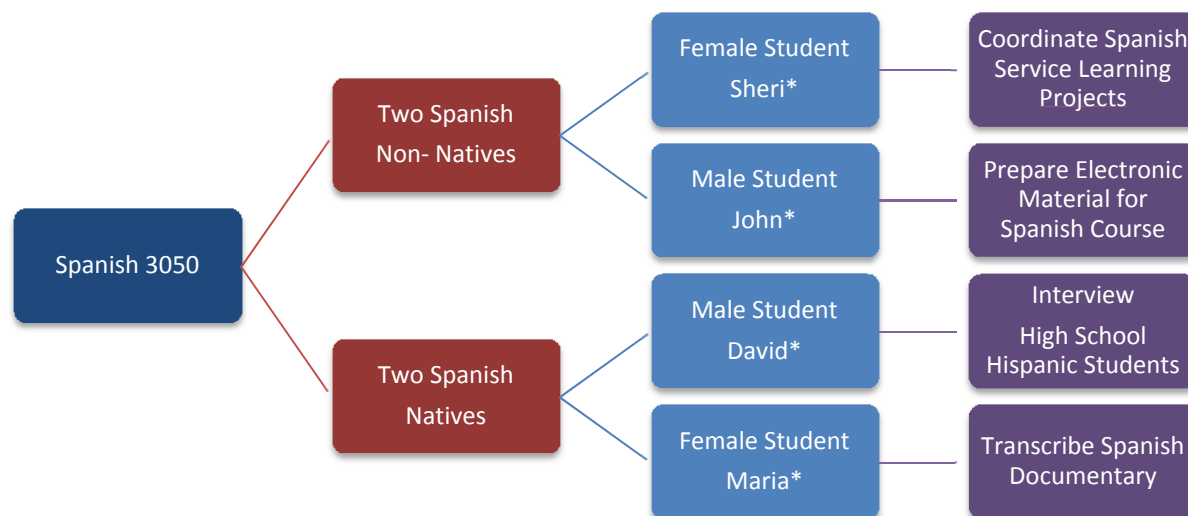 Spanish 3050
Two Spanish
Non- Natives
Two Spanish
Natives
Female Student
Sheri*
Male Student
John*
Male Student
David*
Female Student
Maria*
Coordinate Spanish
Service Learning
Projects
Prepare Electronic
Material for
Spanish Course
Interview
High School
Hispanic Students
Transcribe Spanish
Documentary